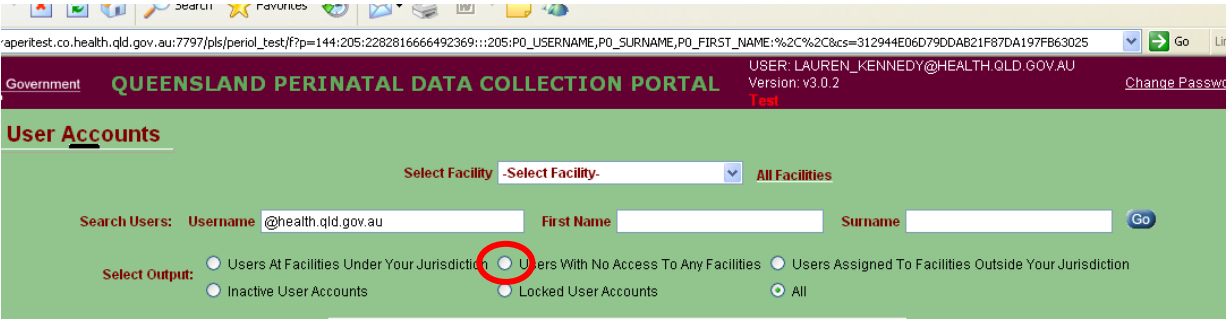 Search Favorites
raperitest.co.health.qld.gov.au:7797/pls/periol_test/f?p=144:205:2282816666492369:::205:P0_USERNAME,P0_SURNAME,P0_FIRST_NAME:%2C%2C&cs=312944E06D79DDAB21F87DA197FB63025 Go
Government QUEENSLAND PERINATAL DATA COLLECTION PORTAL USER: LAUREN_KENNEDY@HEALTH.QLD.GOV.AU
Version: v3.0.2 Change Passwo
Test
User Accounts
Select Facility -Select Facility- All Facilities
Search Users: Username @health.qld.gov.au First Name Surname Go
Select Output: Users At Facilities Under Your Jurisdiction Users With No Access To Any Facilities Users Assigned To Facilities Outside Your Jurisdiction
Inactive User Accounts Locked User Accounts All